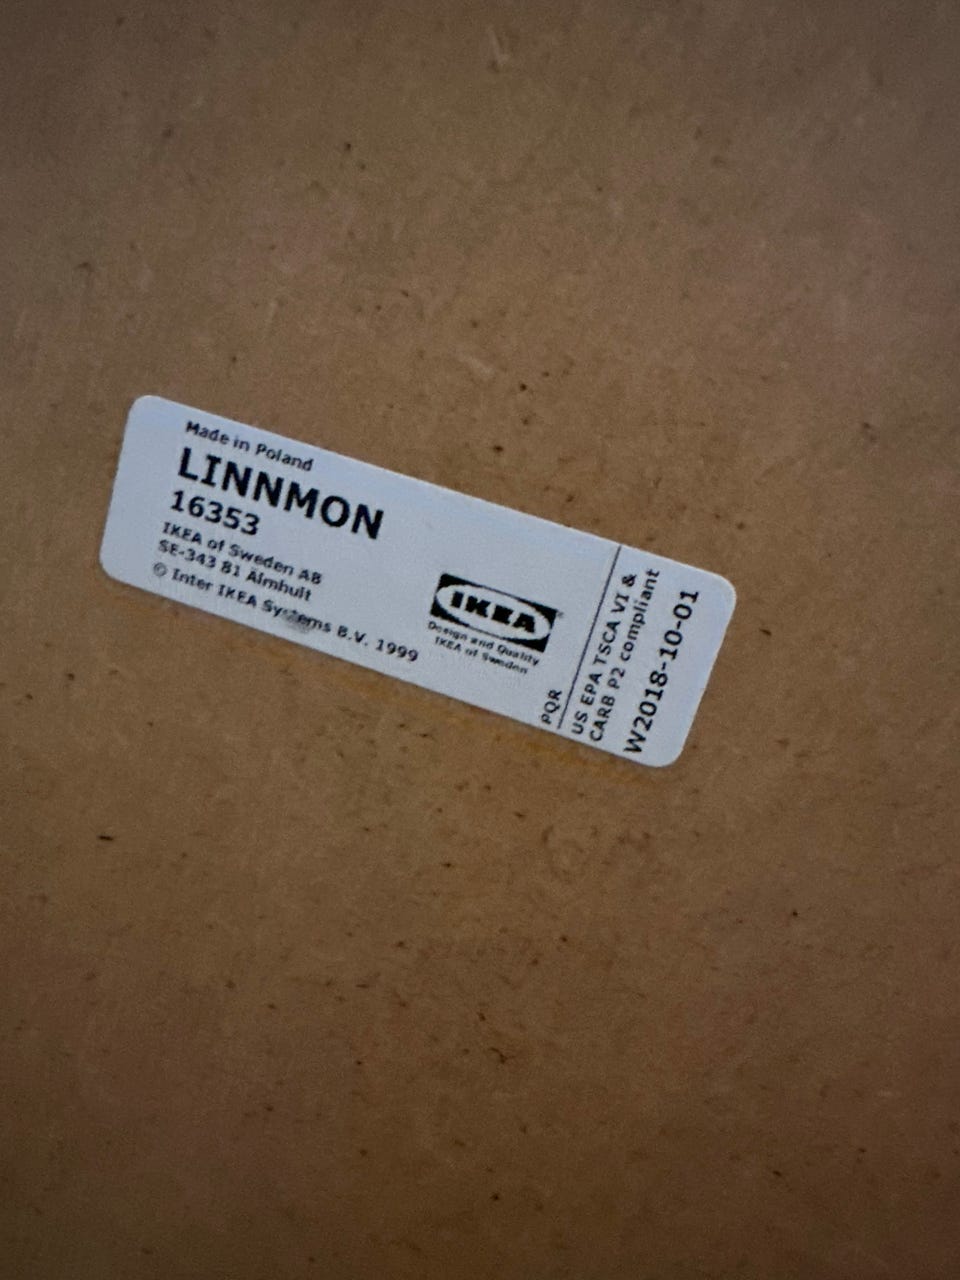 Made in Poland
LINNMON
16353
IKEA of Sweden AB
SE-343 81 Älmhult
© Inter IKEA Systems B.V. 1999
IKEA®
Design and Quality
IKEA of Sweden
PQR
US EPA TSCA VI &
CARB P2 compliant
W2018-10-01